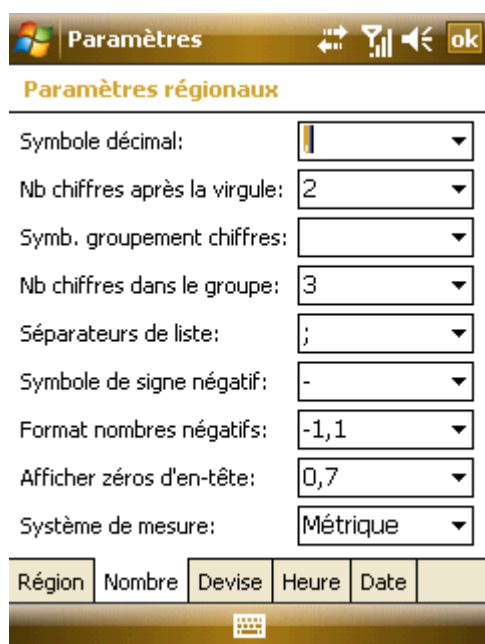 Paramètres ok
Paramètres régionaux
Symbole décimal: ,
Nb chiffres après la virgule: 2
Symb. groupement chiffres:
Nb chiffres dans le groupe: 3
Séparateurs de liste: ;
Symbole de signe négatif: -
Format nombres négatifs: -1,1
Afficher zéros d'en-tête: 0,7
Système de mesure: Métrique
Région Nombre Devise Heure Date